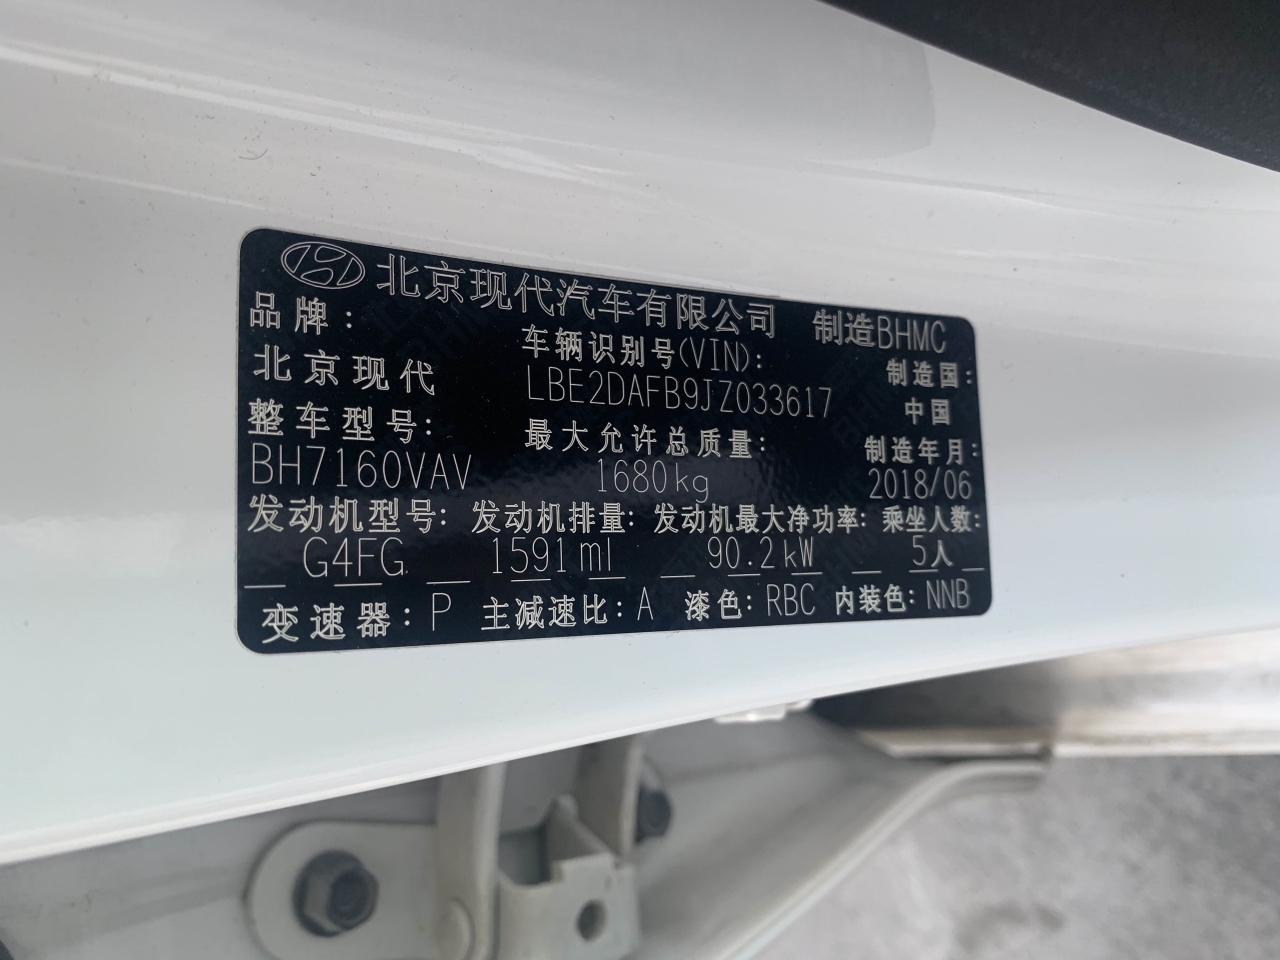 北京现代汽车有限公司 制造BHMC
品牌: 车辆识别号(VIN): 制造国:
北京现代 LBE2DAFB9JZ033617 中国
整车型号: 最大允许总质量: 制造年月:
BH7160VAV 1680kg 2018/06
发动机型号: 发动机排量: 发动机最大净功率: 乘坐人数:
G4FG 1591ml 90.2kW 5人
变速器: P 主减速比: A 漆色: RBC 内装色: NNB